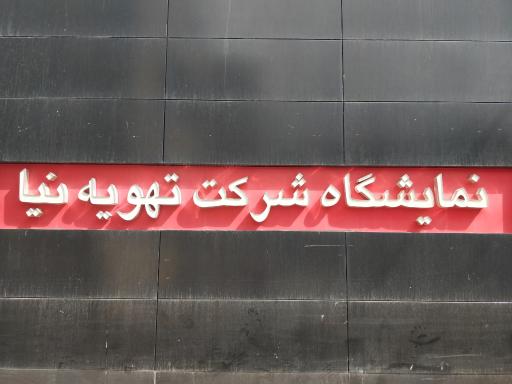 نمایشگاه شرکت تهویه نیا